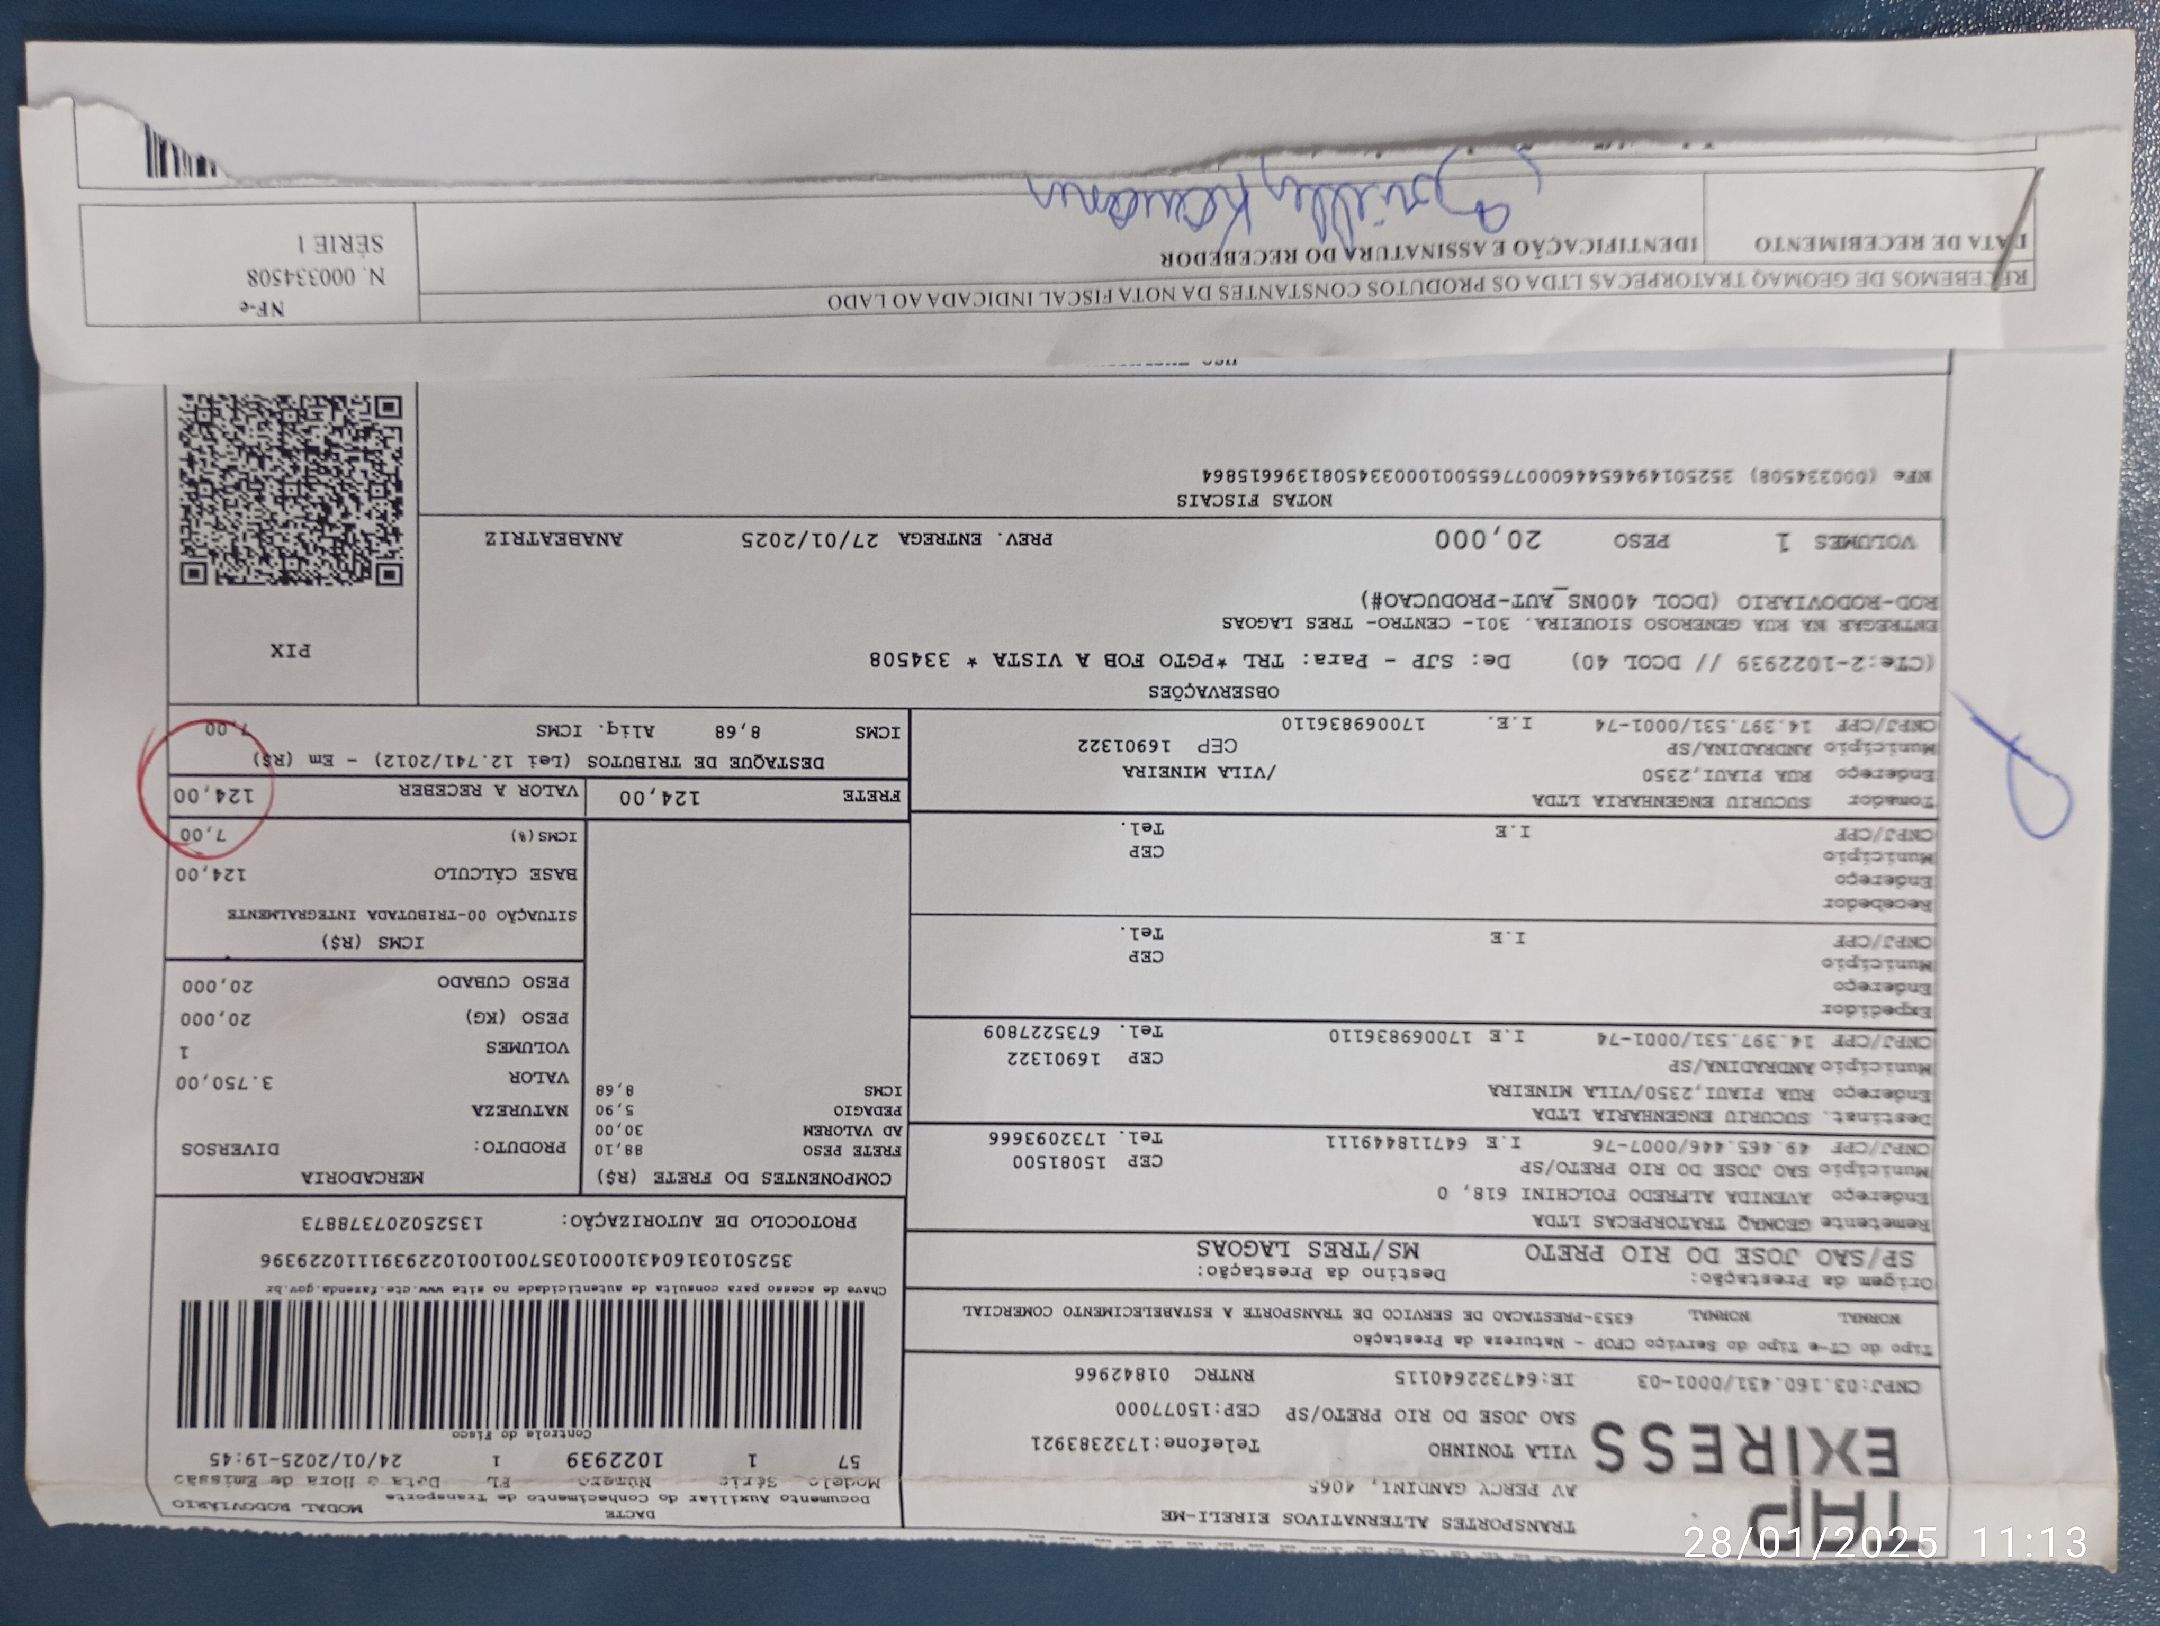 TRANSPORTES ALTERNATIVOS EIRELI-ME
AV PERCY GANDINI, 4065
VILA TONINHO Telefone:1732383921
SAO JOSE DO RIO PRETO/SP CEP:15077000
CNPJ:03.160.431/0001-03 IE:647322640115 RNTRC 01842966
DACTE MODAL RODOVIÁRIO
Documento Auxiliar do Conhecimento de Transporte
Modelo Série Número FL Data e Hora de Emissão
57 1 1022939 1 24/01/2025-19:45
Controle do Fisco
Chave de acesso para consulta de autenticidade no site www.cte.fazenda.gov.br
35250103160431000103570010010229391110229396
PROTOCOLO DE AUTORIZAÇÃO: 135250207378873
Tipo do CT-e Tipo do Serviço CFOP - Natureza da Prestação
NORMAL NORMAL 6353-PRESTACAO DE SERVICO DE TRANSPORTE A ESTABELECIMENTO COMERCIAL
Origem da Prestação: Destino da Prestação:
SP/SAO JOSE DO RIO PRETO MS/TRES LAGOAS
Remetente GEOMAQ TRATORPECAS LTDA
Endereço AVENIDA ALFREDO FOLCHINI 618, 0
Município SAO JOSE DO RIO PRETO/SP CEP 15081500
CNPJ/CPF 49.465.446/0007-76 I.E 647118449111 Tel. 1732093666
Destinat. SUCURIU ENGENHARIA LTDA
Endereço RUA PIAUI,2350/VILA MINEIRA
Município ANDRADINA/SP CEP 16901322
CNPJ/CPF 14.397.531/0001-74 I.E 170069836110 Tel. 6735227809
Expedidor
Endereço
Município CEP
CNPJ/CPF I.E Tel.
Recebedor
Endereço
Município CEP
CNPJ/CPF I.E Tel.
Tomador SUCURIU ENGENHARIA LTDA
Endereço RUA PIAUI,2350 /VILA MINEIRA
Município ANDRADINA/SP CEP 16901322
CNPJ/CPF 14.397.531/0001-74 I.E. 170069836110
COMPONENTES DO FRETE (R$)
FRETE PESO 88,10
AD VALOREM 30,00
PEDAGIO 5,90
ICMS 8,68
MERCADORIA
PRODUTO: DIVERSOS
NATUREZA
VALOR 3.750,00
VOLUMES 1
PESO (KG) 20,000
PESO CUBADO 20,000
ICMS (R$)
SITUAÇÃO 00-TRIBUTADA INTEGRALMENTE
BASE CÁLCULO 124,00
ICMS(%) 7,00
FRETE 124,00 VALOR A RECEBER 124,00
DESTAQUE DE TRIBUTOS (Lei 12.741/2012) - Em (R$)
ICMS 8,68 Aliq. ICMS 7,00
OBSERVAÇÕES
(CTe:2-1022939 // DCOL 40) De: SJP - Para: TRL *PGTO FOB A VISTA * 334508
ENTREGAR NA RUA GENEROSO SIQUEIRA. 301- CENTRO- TRES LAGOAS
ROD-RODOVIARIO (DCOL 400NS_AUT-PRODUCAO#)
VOLUMES 1 PESO 20,000 PREV. ENTREGA 27/01/2025 ANABEATRIZ
PIX
NOTAS FISCAIS
NFe (000334508) 35250149465446000776550010003345081396615864
RECEBEMOS DE GEOMAQ TRATORPECAS LTDA OS PRODUTOS CONSTANTES DA NOTA FISCAL INDICADA AO LADO
DATA DE RECEBIMENTO
IDENTIFICAÇÃO E ASSINATURA DO RECEBEDOR
NF-e
N. 000334508
SÉRIE 1
28/01/2025 11:13